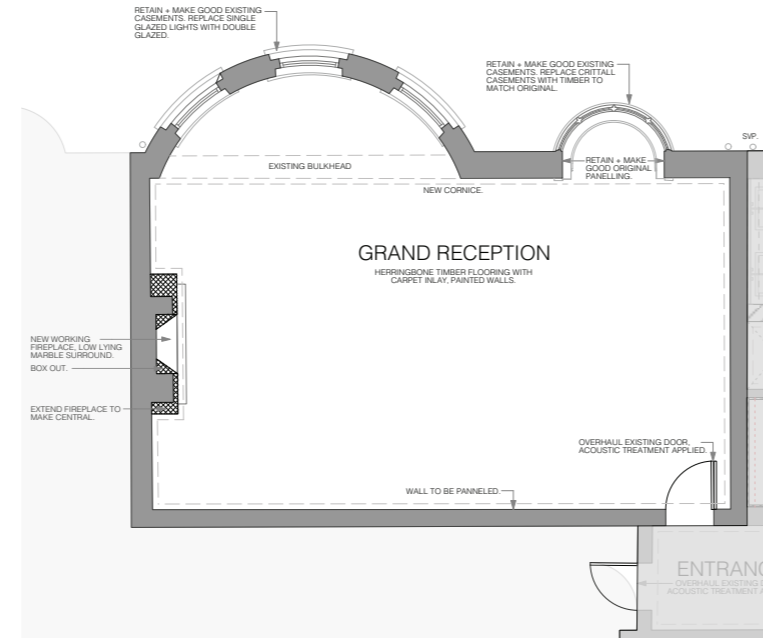 RETAIN + MAKE GOOD EXISTING
CASEMENTS. REPLACE SINGLE
GLAZED LIGHTS WITH DOUBLE
GLAZED.
RETAIN + MAKE GOOD EXISTING
CASEMENTS. REPLACE CRITTALL
CASEMENTS WITH TIMBER TO
MATCH ORIGINAL.
SVP.
EXISTING BULKHEAD
RETAIN + MAKE
GOOD ORIGINAL
PANELLING.
NEW CORNICE.
GRAND RECEPTION
HERRINGBONE TIMBER FLOORING WITH
CARPET INLAY, PAINTED WALLS.
NEW WORKING
FIREPLACE, LOW LYING
MARBLE SURROUND.
BOX OUT.
EXTEND FIREPLACE TO
MAKE CENTRAL.
OVERHAUL EXISTING DOOR,
ACOUSTIC TREATMENT APPLIED.
WALL TO BE PANNELED.
ENTRANC
OVERHAUL EXISTING
ACOUSTIC TREATMENT A